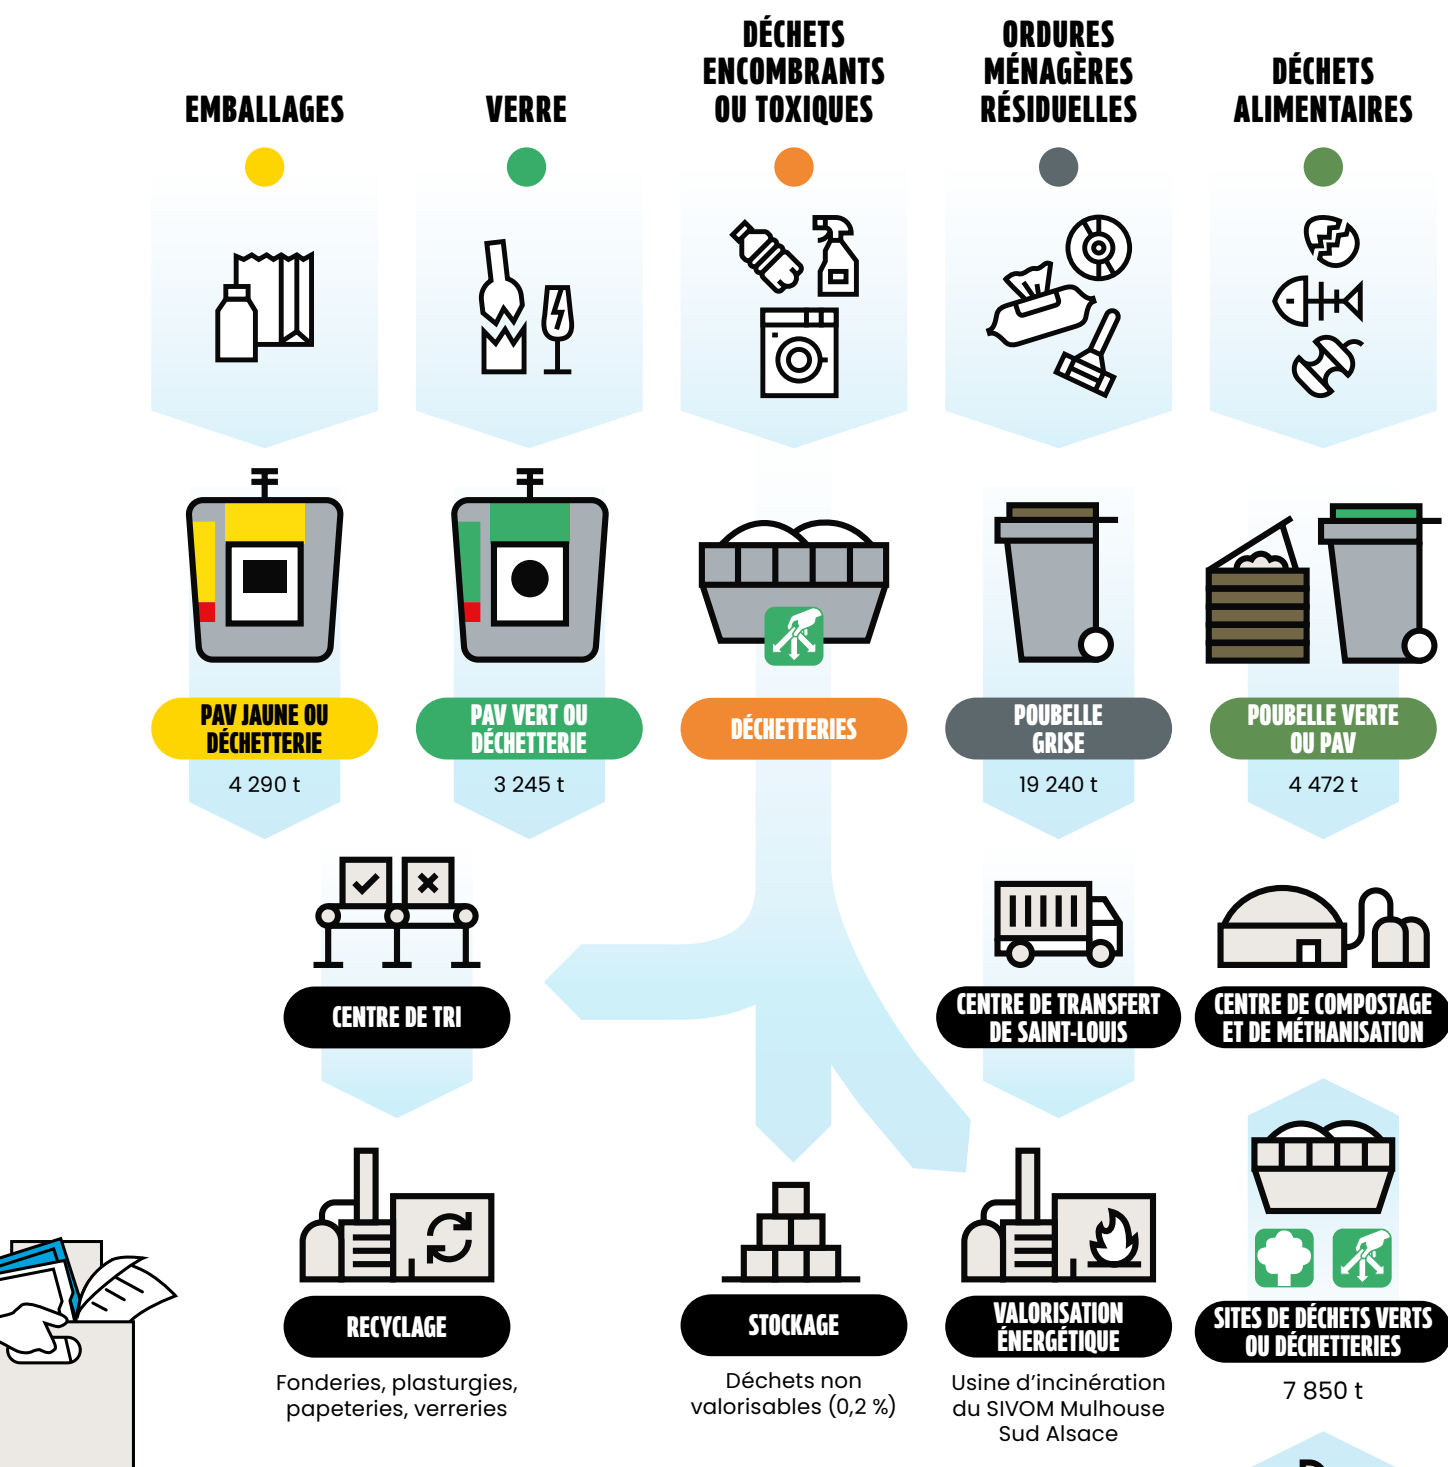 EMBALLAGES
VERRE
DÉCHETS
ENCOMBRANTS
OU TOXIQUES
ORDURES
MÉNAGÈRES
RÉSIDUELLES
DÉCHETS
ALIMENTAIRES
PAV JAUNE OU
DÉCHETTERIE
4 290 t
PAV VERT OU
DÉCHETTERIE
3 245 t
DÉCHETTERIES
POUBELLE
GRISE
19 240 t
POUBELLE VERTE
OU PAV
4 472 t
CENTRE DE TRI
CENTRE DE TRANSFERT
DE SAINT-LOUIS
CENTRE DE COMPOSTAGE
ET DE MÉTHANISATION
RECYCLAGE
Fonderies, plasturgies,
papeteries, verreries
STOCKAGE
Déchets non
valorisables (0,2 %)
VALORISATION
ÉNERGÉTIQUE
Usine d'incinération
du SIVOM Mulhouse
Sud Alsace
SITES DE DÉCHETS VERTS
OU DÉCHETTERIES
7 850 t